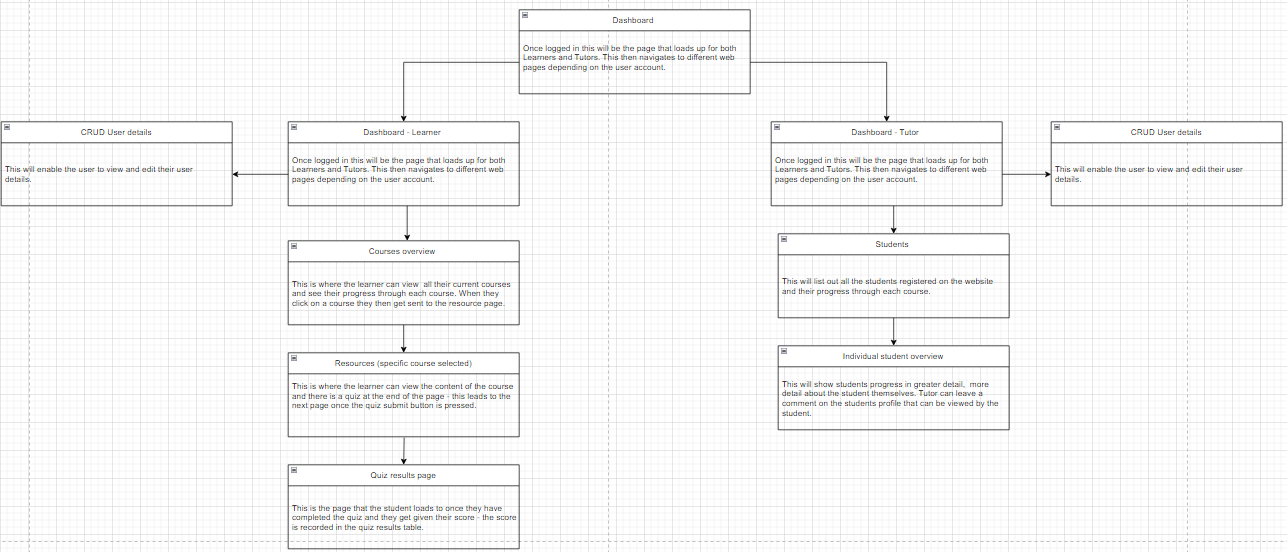 Dashboard
Once logged in this will be the page that loads up for both
Learners and Tutors. This then navigates to different web
pages depending on the user account.
CRUD User details
This will enable the user to view and edit their user
details.
Dashboard - Learner
Once logged in this will be the page that loads up for both
Learners and Tutors. This then navigates to different web
pages depending on the user account.
Dashboard - Tutor
Once logged in this will be the page that loads up for both
Learners and Tutors. This then navigates to different web
pages depending on the user account.
CRUD User details
This will enable the user to view and edit their user
details.
Courses overview
This is where the learner can view  all their current courses
and see their progress through each course. When they
click on a course they then get sent to the resource page.
Students
This will list out all the students registered on the website
and their progress through each course.
Resources (specific course selected)
This is where the learner can view the content of the course
and there is a quiz at the end of the page - this leads to the
next page once the quiz submit button is pressed.
Individual student overview
This will show students progress in greater detail,  more
detail about the student themselves. Tutor can leave a
comment on the students profile that can be viewed by the
student.
Quiz results page
This is the page that the student loads to once they have
completed the quiz and they get given their score - the score
is recorded in the quiz results table.